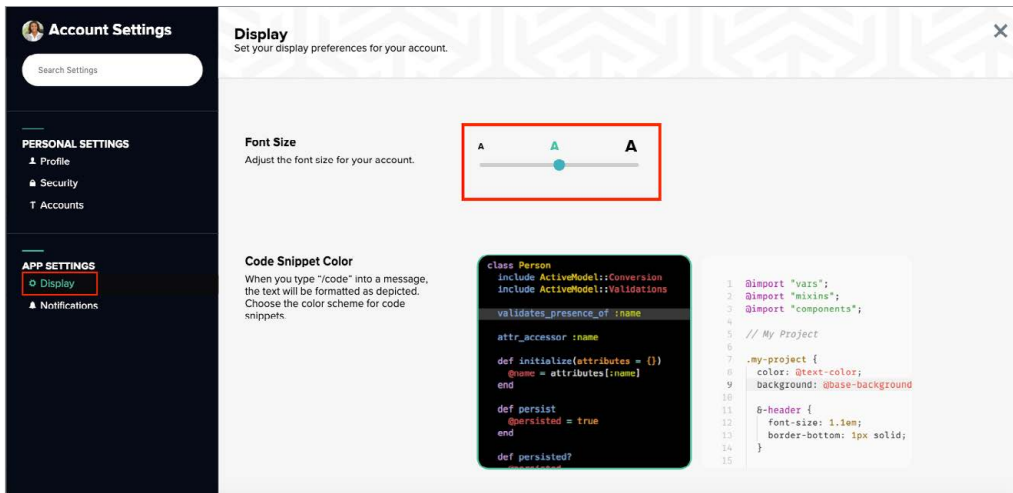 Account Settings
Search Settings
PERSONAL SETTINGS
Profile
Security
T Accounts
APP SETTINGS
Display
Notifications
Display
Set your display preferences for your account.
Font Size
Adjust the font size for your account.
A A A
Code Snippet Color
When you type "/code" into a message,
the text will be formatted as depicted.
Choose the color scheme for code
snippets.
class Person
include ActiveModel::Conversion
include ActiveModel::Validations
validates_presence_of :name
attr_accessor :name
def initialize(attributes = {})
@name = attributes[:name]
end
def persist
@persisted = true
end
def persisted?
@persisted
1 @import "vars";
2 @import "mixins";
3 @import "components";
4
5 // My Project
6
7 .my-project {
8 color: @text-color;
9 background: @base-background
10
11 &-header {
12 font-size: 1.1em;
13 border-bottom: 1px solid;
14 }
15